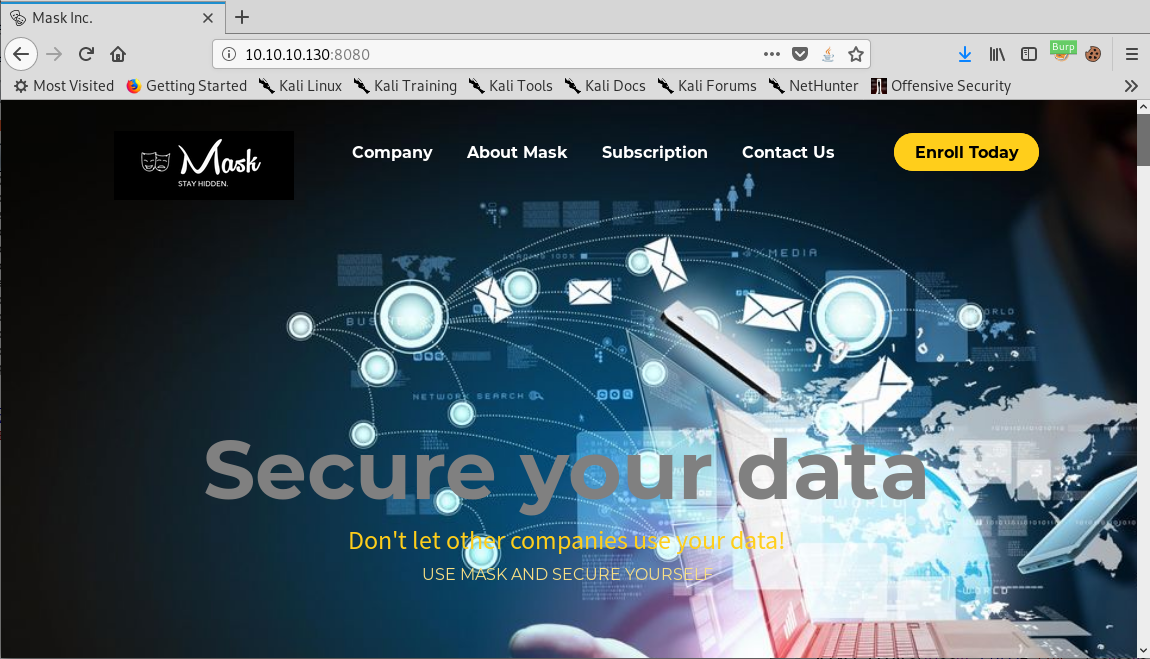 Mask Inc.
10.10.10.130:8080
Burp
Most Visited Getting Started Kali Linux Kali Training Kali Tools Kali Docs Kali Forums NetHunter Offensive Security
Mask
STAY HIDDEN.
Company About Mask Subscription Contact Us Enroll Today
MEDIA
LOADING 100%
NETWORK SEARCH
Secure your data
Don't let other companies use your data!
USE MASK AND SECURE YOURSELF
WORLD